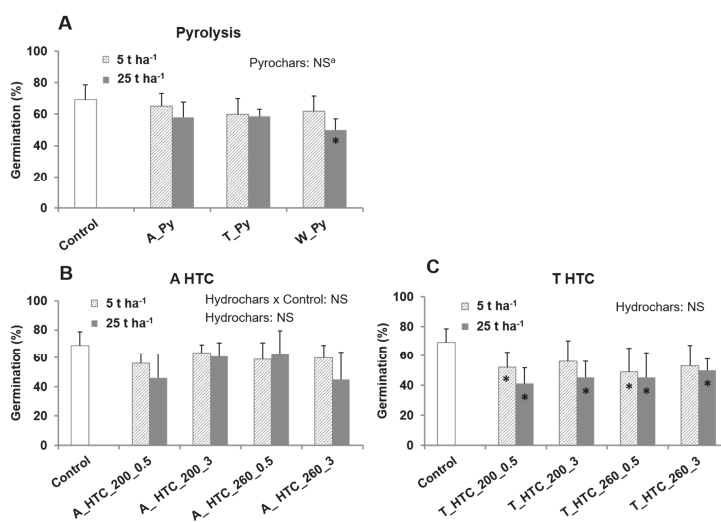 A
Pyrolysis
5 t ha⁻¹
25 t ha⁻¹
Pyrochars: NSᵃ
Germination (%)
100
80
60
40
20
0
*
Control
A_Py
T_Py
W_Py
B
A HTC
5 t ha⁻¹
25 t ha⁻¹
Hydrochars x Control: NS
Hydrochars: NS
Germination (%)
100
80
60
40
20
0
Control
A_HTC_200_0.5
A_HTC_200_3
A_HTC_260_0.5
A_HTC_260_3
C
T HTC
5 t ha⁻¹
25 t ha⁻¹
Hydrochars: NS
Germination (%)
100
80
60
40
20
0
* * * * * *
Control
T_HTC_200_0.5
T_HTC_200_3
T_HTC_260_0.5
T_HTC_260_3